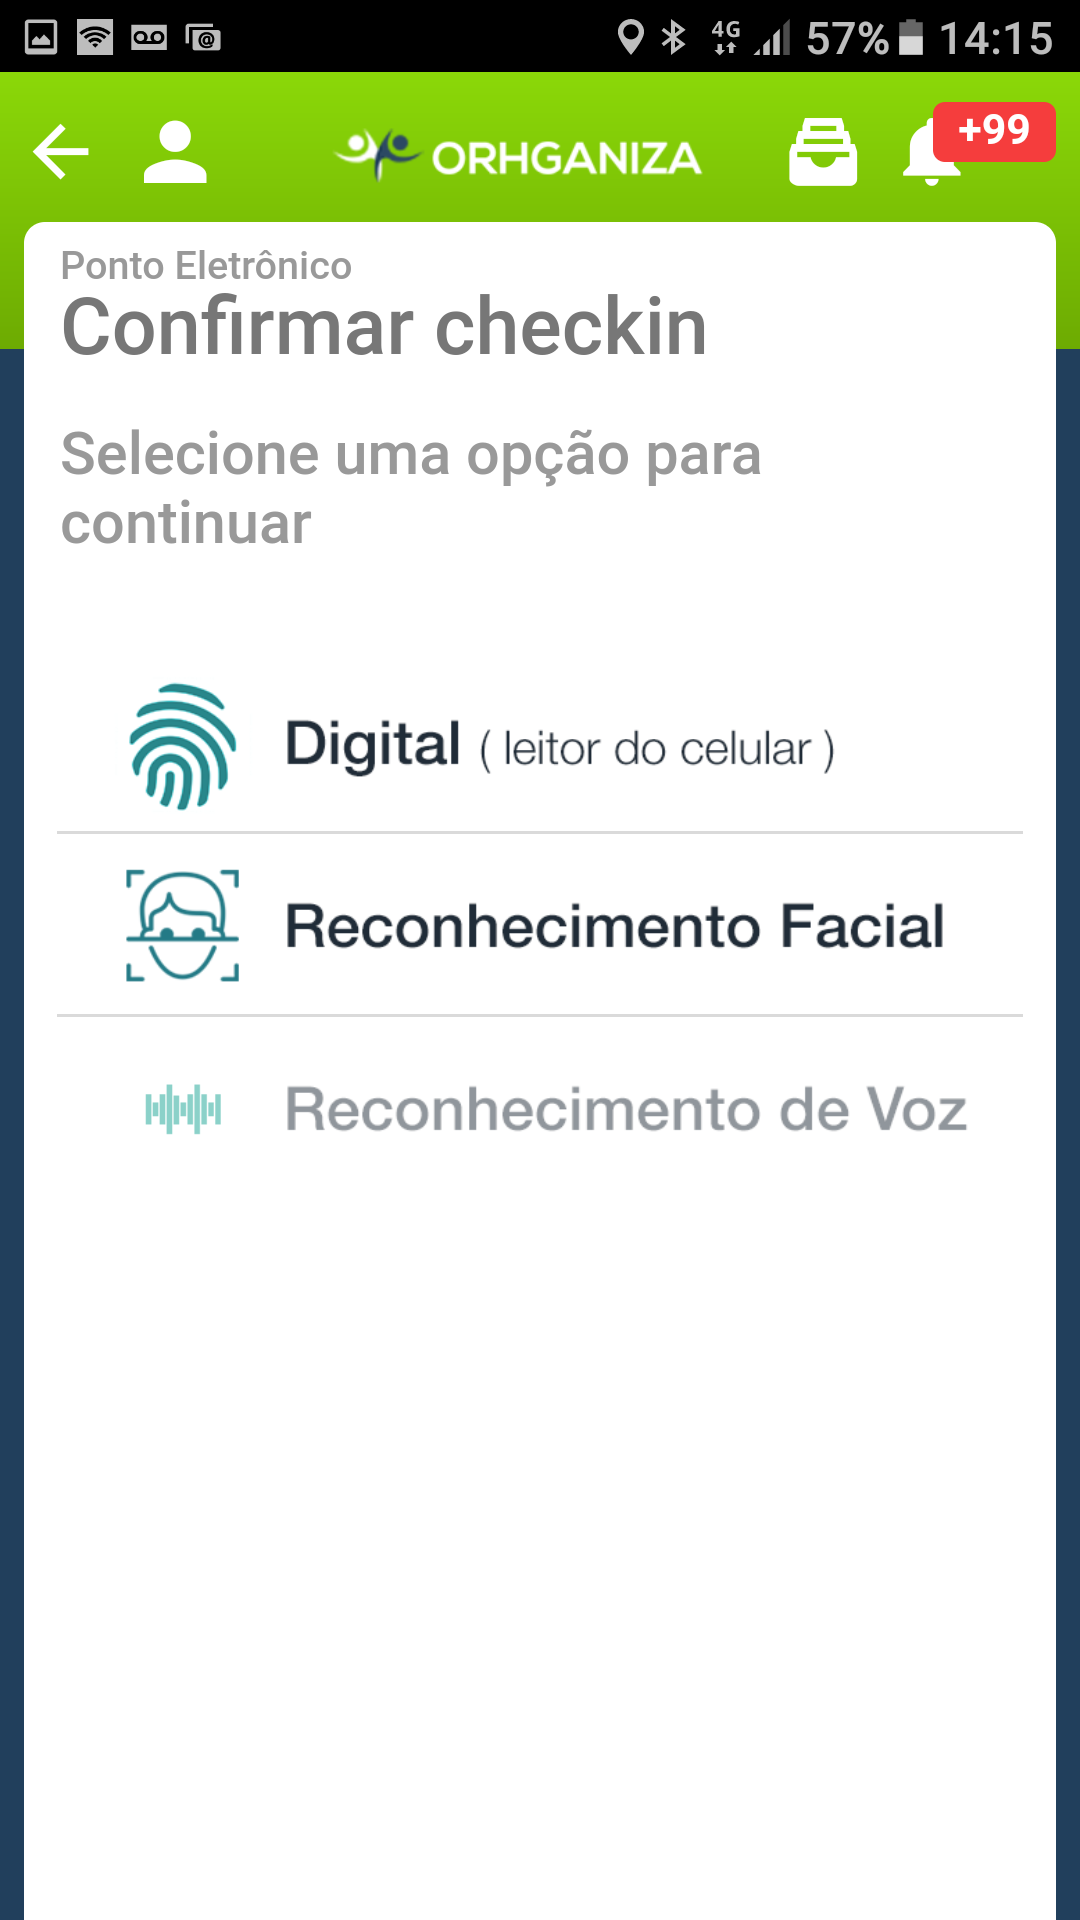 4G 57% 14:15
ORHGANIZA +99
Ponto Eletrônico
Confirmar checkin
Selecione uma opção para
continuar
Digital ( leitor do celular )
Reconhecimento Facial
Reconhecimento de Voz